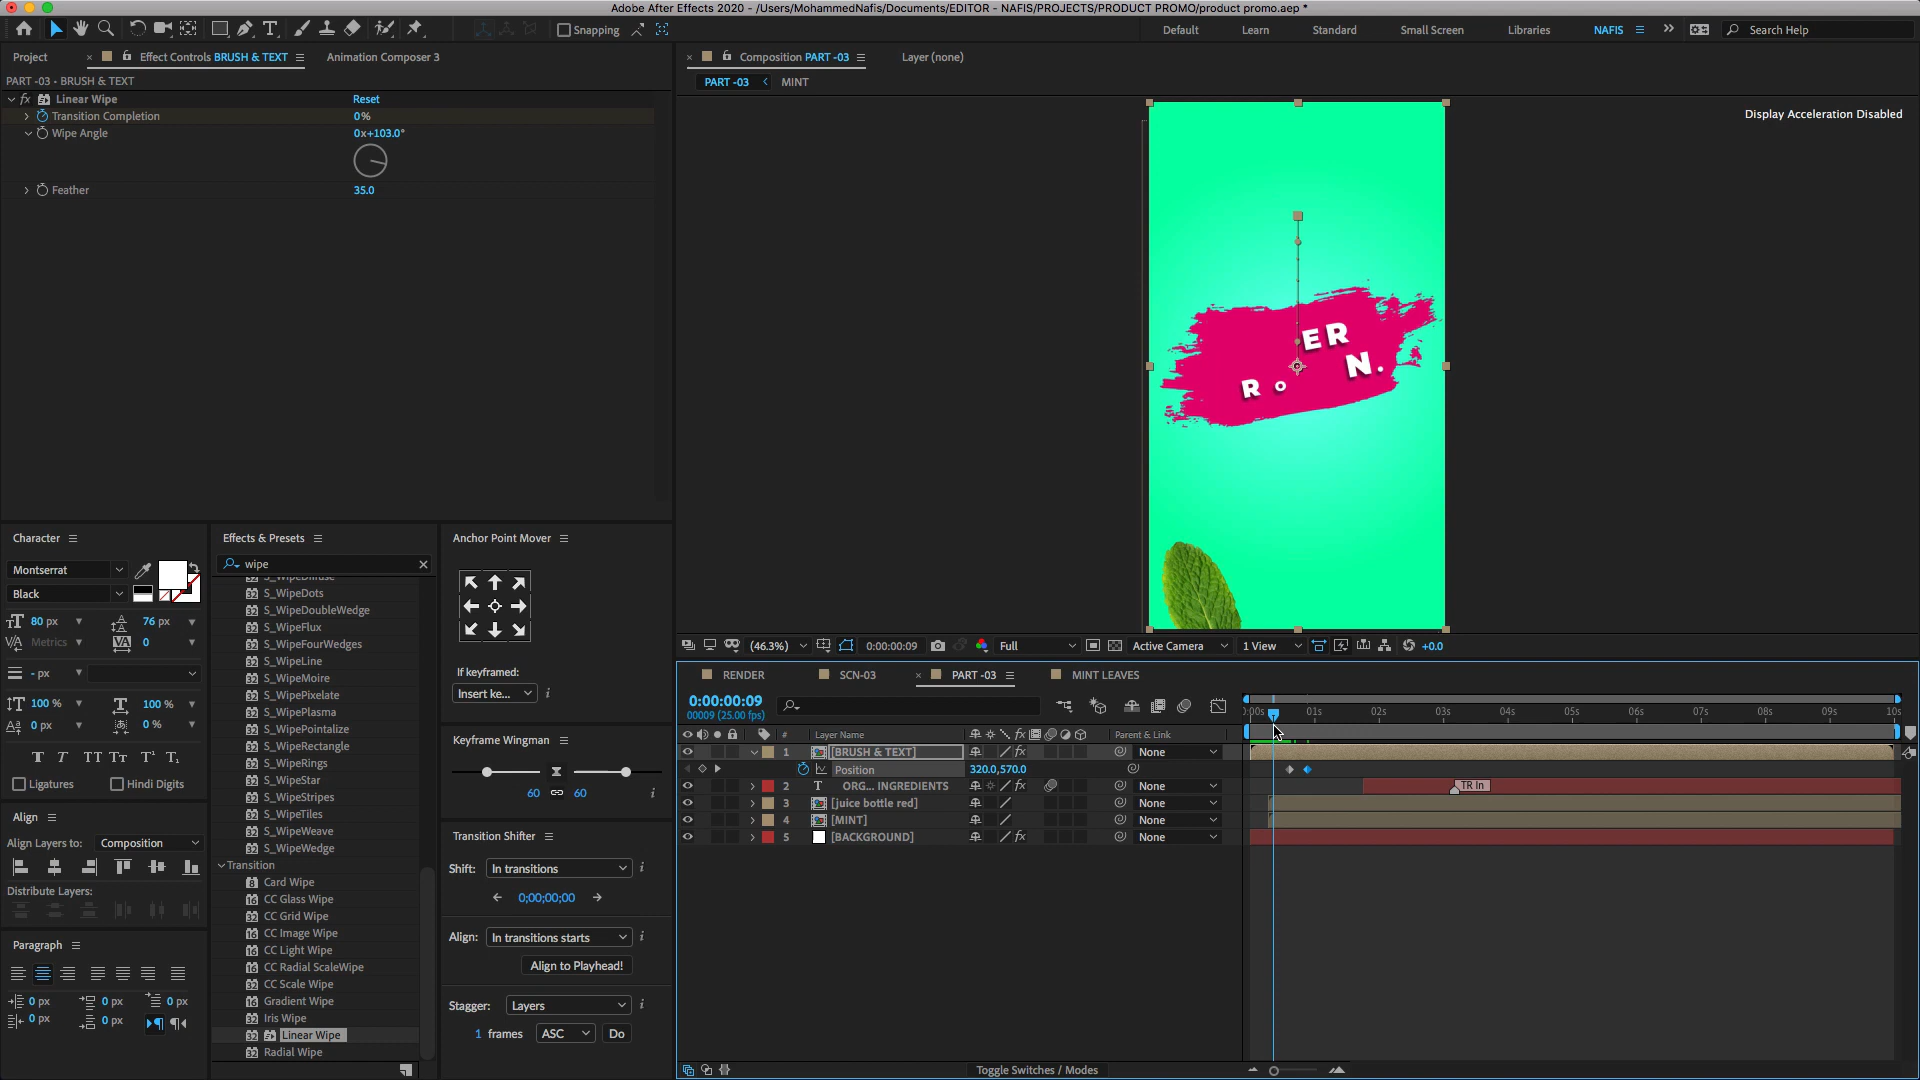 Adobe After Effects 2020 - /Users/MohammedNafis/Documents/EDITOR - NAFIS/PROJECTS/PRODUCT PROMO/product promo.aep *
Snapping
Default
Learn
Standard
Small Screen
Libraries
NAFIS
Search Help
Project
Effect Controls BRUSH & TEXT
Animation Composer 3
Composition PART -03
Layer (none)
PART -03 • BRUSH & TEXT
PART -03
MINT
fx Linear Wipe
Reset
Transition Completion
0%
Wipe Angle
0x+103.0°
Feather
35.0
Display Acceleration Disabled
ER
N.
R o
Character
Montserrat
Black
80 px
76 px
Metrics
0
- px
100 %
100 %
0 px
0 %
T T TT Tт T¹ T₁
Ligatures
Hindi Digits
Align
Align Layers to:
Composition
Distribute Layers:
Paragraph
0 px
0 px
0 px
0 px
0 px
Effects & Presets
wipe
S_WipeDiffuse
S_WipeDots
S_WipeDoubleWedge
S_WipeFlux
S_WipeFourWedges
S_WipeLine
S_WipeMoire
S_WipePixelate
S_WipePlasma
S_WipePointalize
S_WipeRectangle
S_WipeRings
S_WipeStar
S_WipeStripes
S_WipeTiles
S_WipeWeave
S_WipeWedge
Transition
Card Wipe
CC Glass Wipe
CC Grid Wipe
CC Image Wipe
CC Light Wipe
CC Radial ScaleWipe
CC Scale Wipe
Gradient Wipe
Iris Wipe
Linear Wipe
Radial Wipe
Anchor Point Mover
If keyframed:
Insert ke...
Keyframe Wingman
60
60
Transition Shifter
Shift:
In transitions
0;00;00;00
Align:
In transitions starts
Align to Playhead!
Stagger:
Layers
1 frames
ASC
Do
(46.3%)
0:00:00:09
Full
Active Camera
1 View
+0.0
RENDER
SCN-03
PART -03
MINT LEAVES
0:00:00:09
00009 (25.00 fps)
:00s
01s
02s
03s
04s
05s
06s
07s
08s
09s
10s
#
Layer Name
Parent & Link
1
[BRUSH & TEXT]
None
Position
320.0,570.0
2
T
ORG... INGREDIENTS
None
TR In
3
[juice bottle red]
None
4
[MINT]
None
5
[BACKGROUND]
None
Toggle Switches / Modes